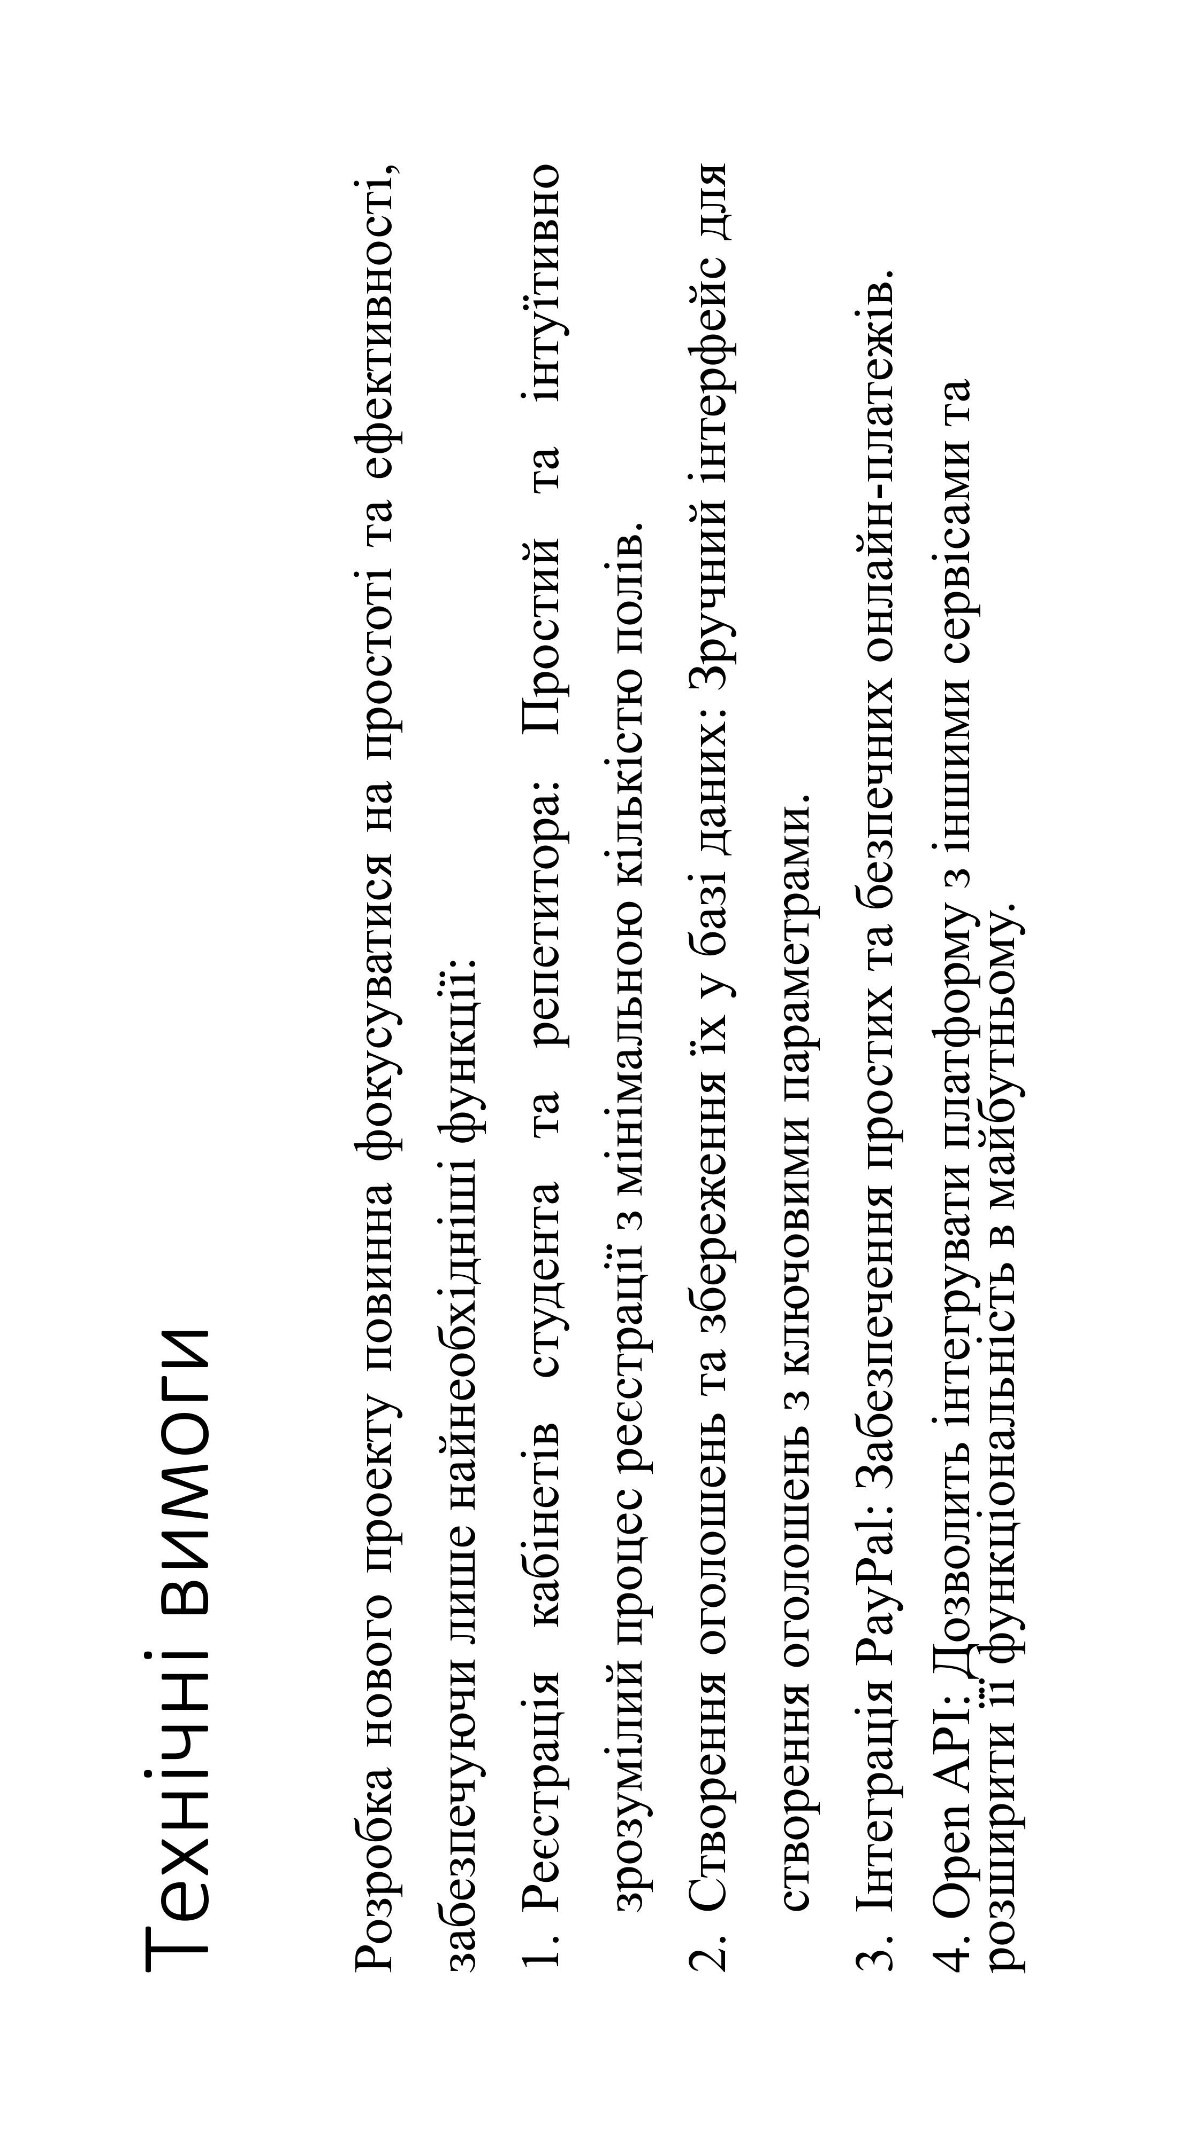 Технічні вимоги
Розробка нового проекту повинна фокусуватися на простоті та ефективності,
забезпечуючи лише найнеобхідніші функції:
1. Реєстрація кабінетів студента та репетитора: Простий та інтуїтивно
зрозумілий процес реєстрації з мінімальною кількістю полів.
2. Створення оголошень та збереження їх у базі даних: Зручний інтерфейс для
створення оголошень з ключовими параметрами.
3. Інтеграція PayPal: Забезпечення простих та безпечних онлайн-платежів.
4. Open API: Дозволить інтегрувати платформу з іншими сервісами та
розширити її функціональність в майбутньому.